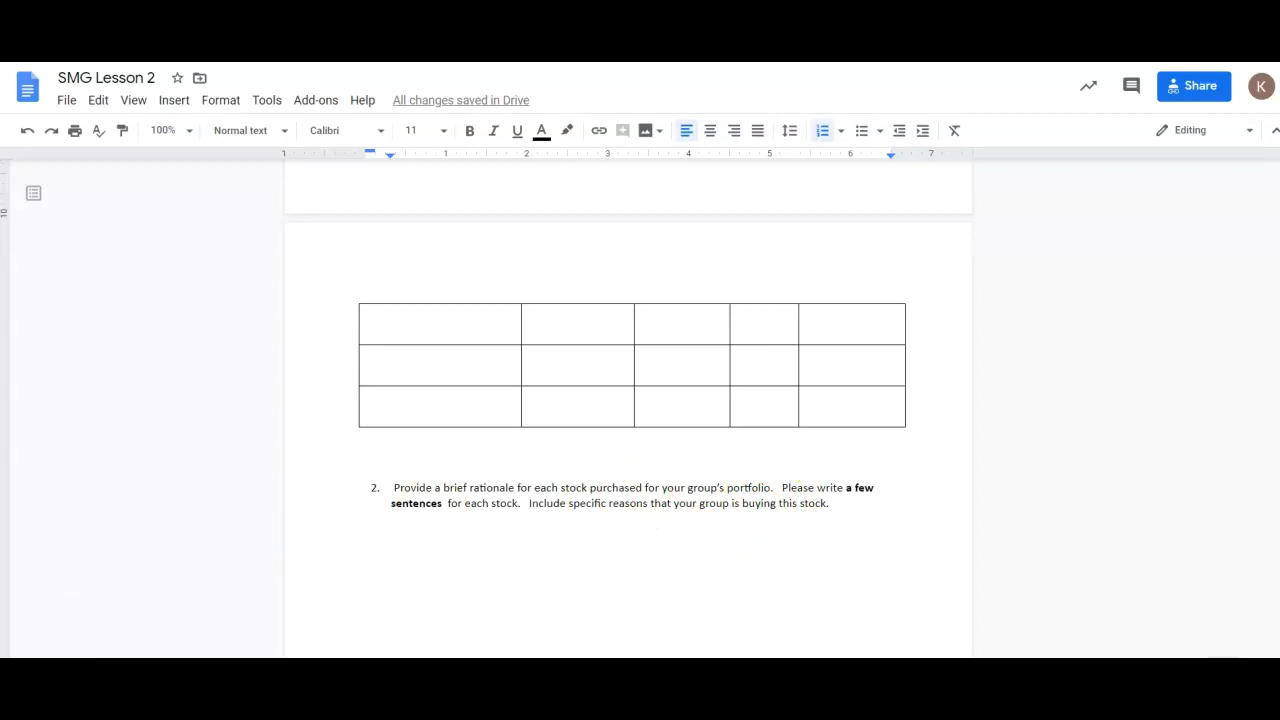 SMG Lesson 2
File Edit View Insert Format Tools Add-ons Help All changes saved in Drive
Share
K
100% Normal text Calibri 11 B I U A Editing
1 1 2 3 4 5 6 7
10
2. Provide a brief rationale for each stock purchased for your group's portfolio. Please write a few
sentences for each stock. Include specific reasons that your group is buying this stock.